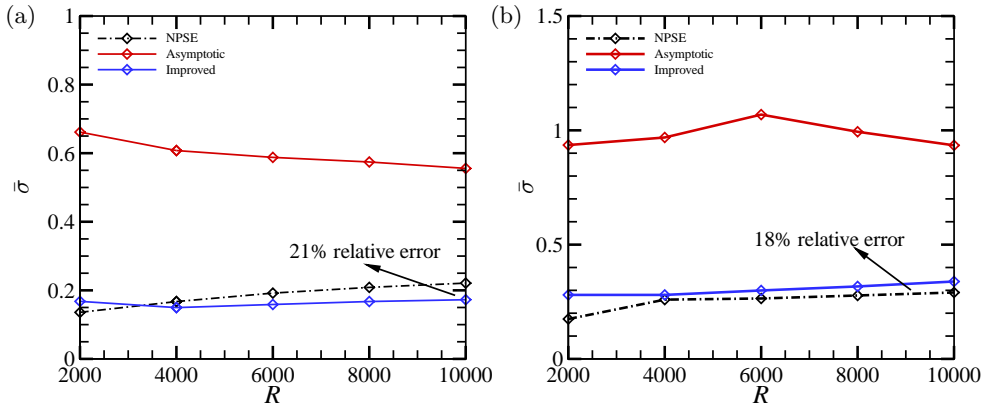 (a)
1
0.8
0.6
0.4
0.2
0
σ̄
NPSE
Asymptotic
Improved
21% relative error
2000 4000 6000 8000 10000
R
(b)
1.5
1
0.5
0
σ̄
NPSE
Asymptotic
Improved
18% relative error
2000 4000 6000 8000 10000
R